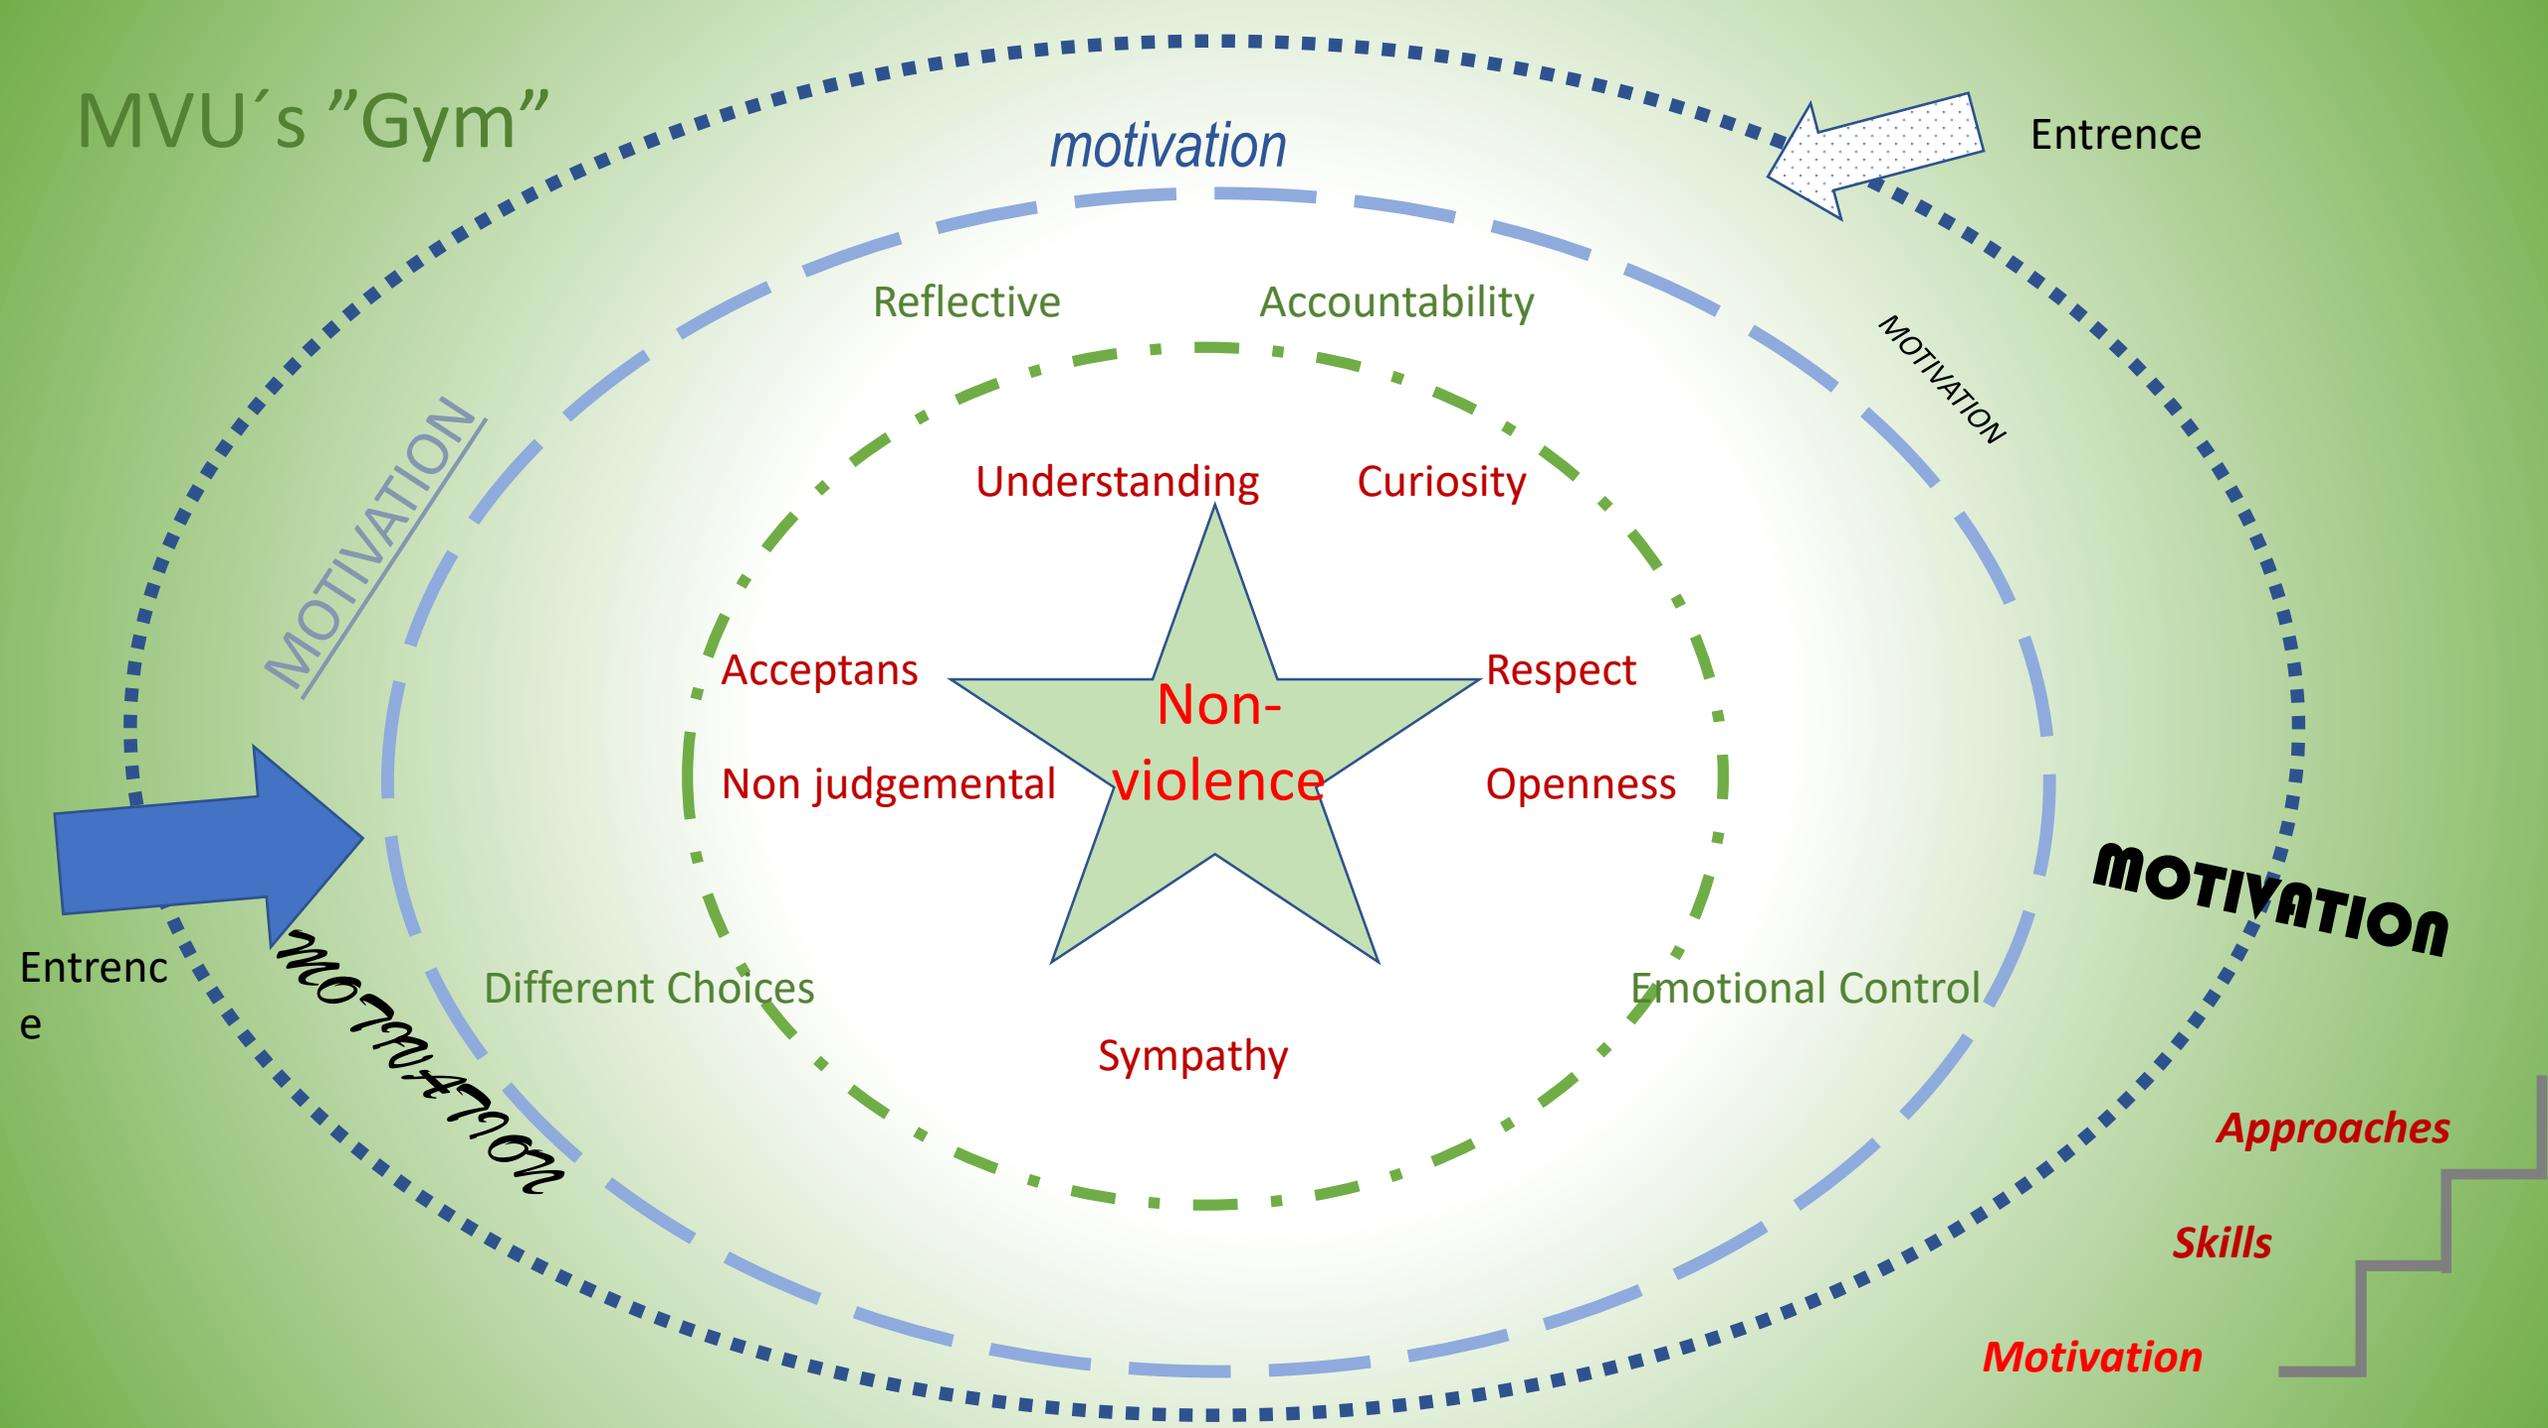 MVU´s ”Gym”
motivation
Entrence
Reflective
Accountability
MOTIVATION
MOTIVATION
Understanding
Curiosity
Acceptans
Respect
Non-
violence
Non judgemental
Openness
MOTIVATION
Entrenc
e
MOTIVATION
Different Choices
Emotional Control
Sympathy
Approaches
Skills
Motivation